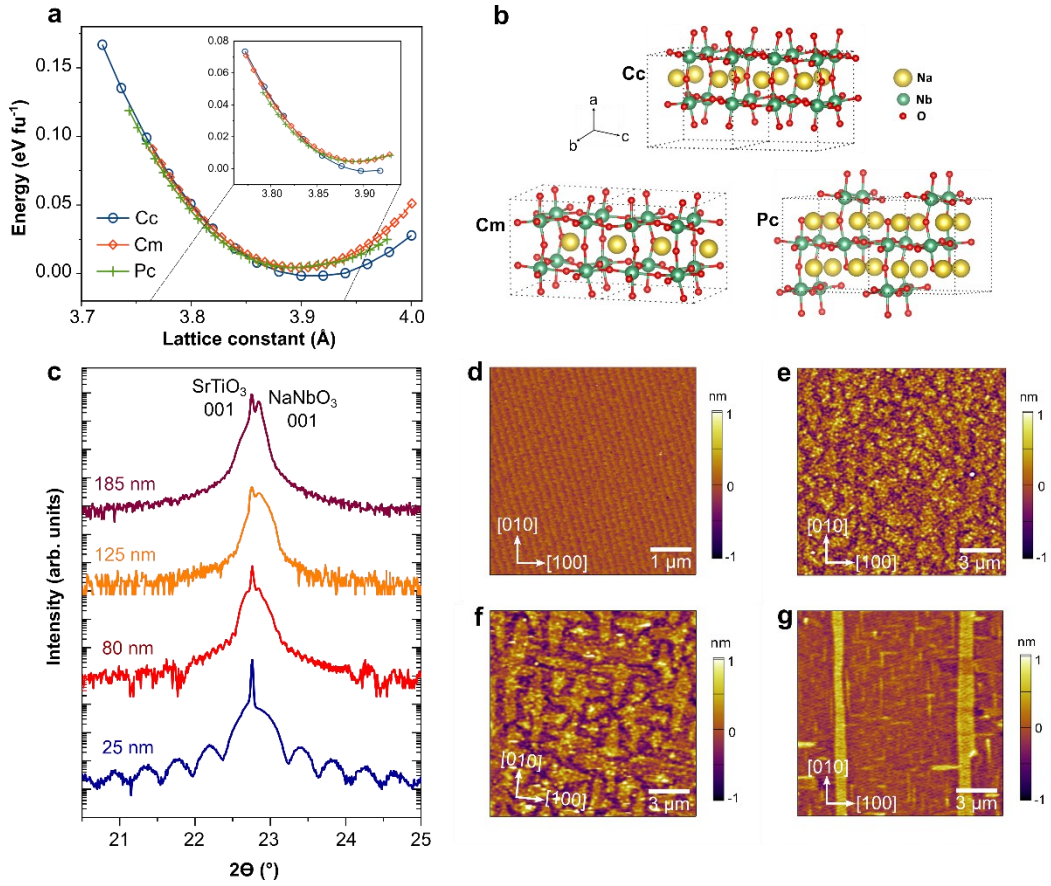 a
Energy (eV fu⁻¹)
0.15
0.10
0.05
0.00
0.08
0.06
0.04
0.02
0.00
3.80
3.85
3.90
Cc
Cm
Pc
3.7
3.8
3.9
4.0
Lattice constant (Å)
b
Cc
a
b
c
Na
Nb
O
Cm
Pc
c
Intensity (arb. units)
SrTiO₃
001
NaNbO₃
001
185 nm
125 nm
80 nm
25 nm
21
22
23
24
25
2Θ (°)
d
nm
1
0
-1
[010]
[100]
1 µm
e
nm
1
0
-1
[010]
[100]
3 µm
f
nm
1
0
-1
[010]
[100]
3 µm
g
nm
1
0
-1
[010]
[100]
3 µm